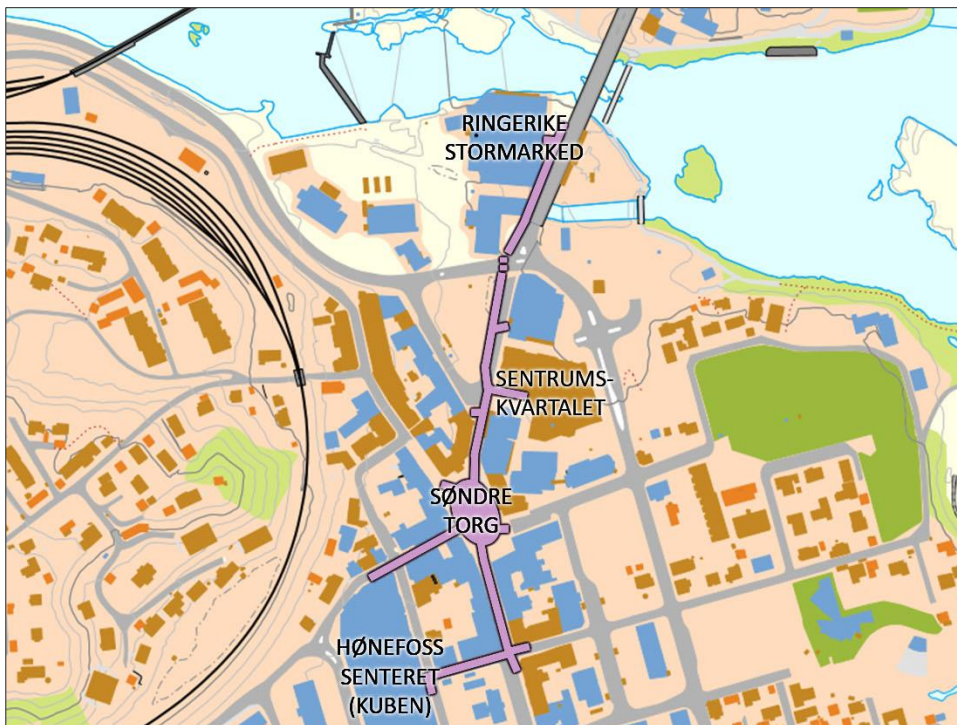 RINGERIKE
STORMARKED
SENTRUMS-
KVARTALET
SØNDRE
TORG
HØNEFOSS
SENTERET
(KUBEN)